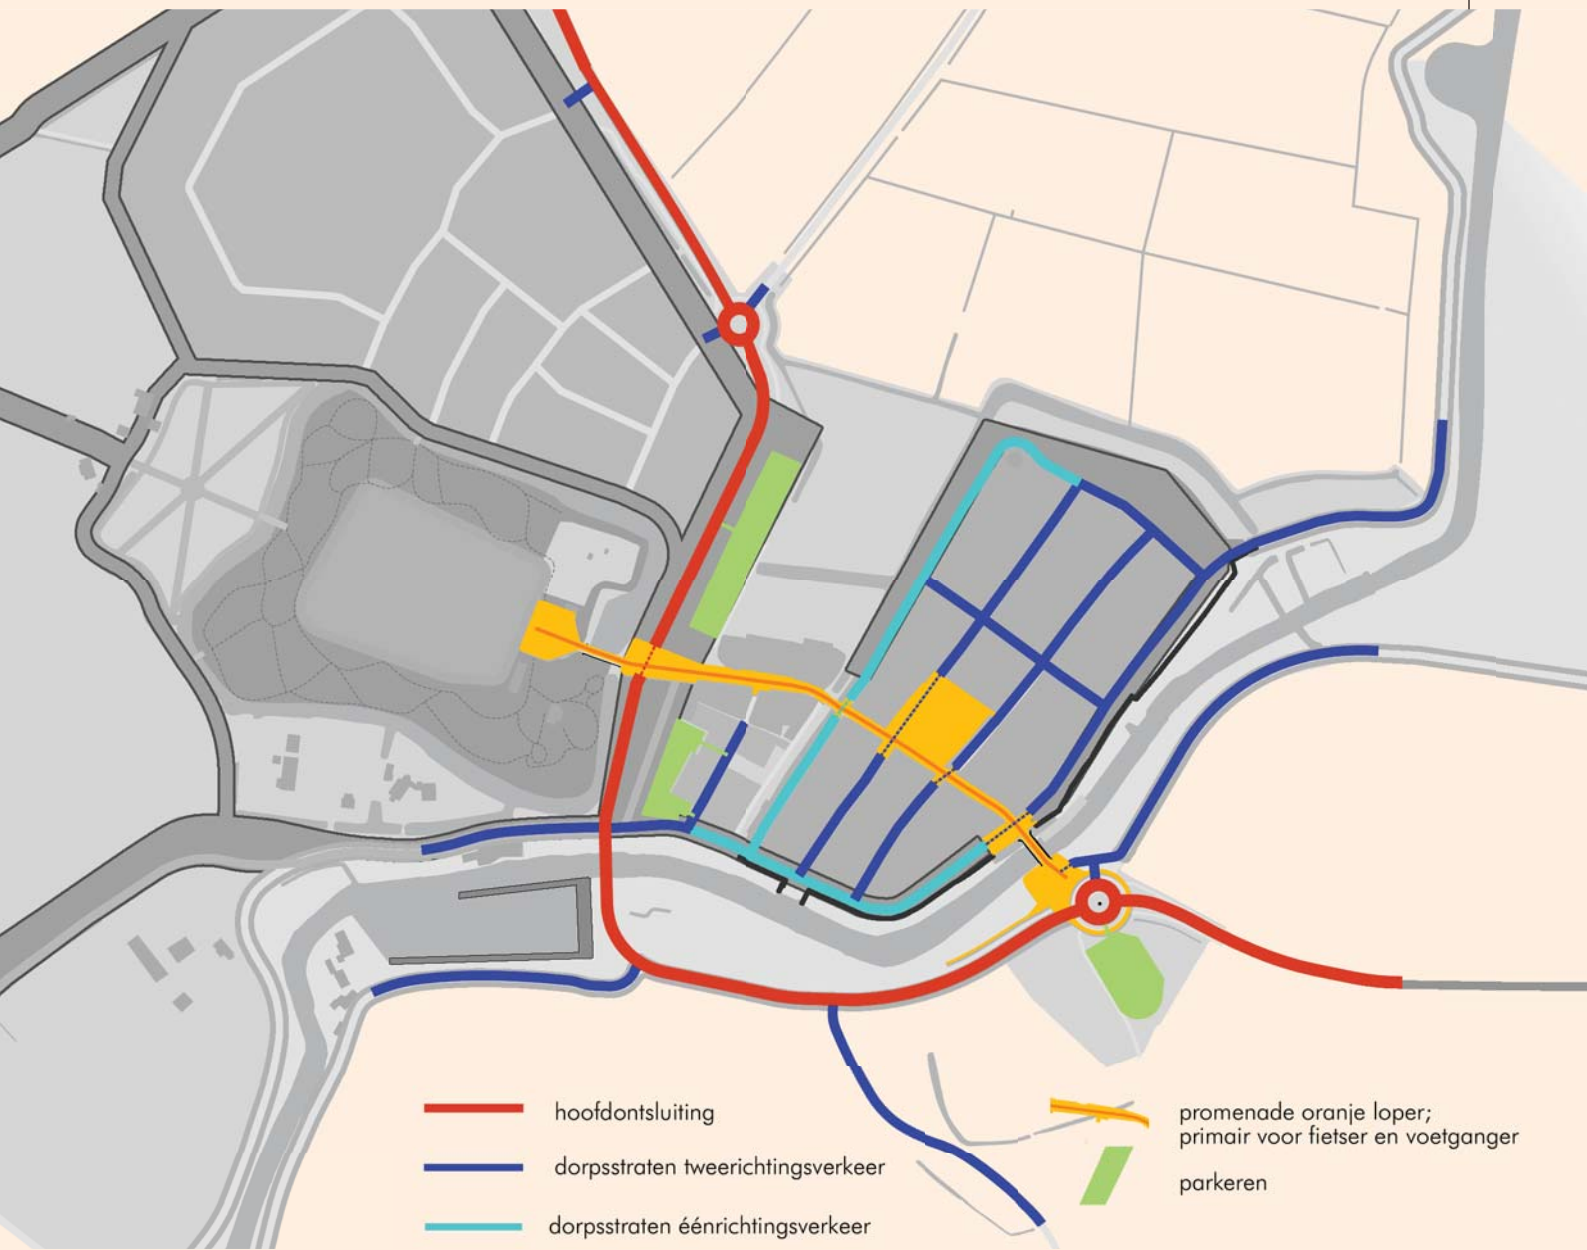 hoofdontsluiting
dorpsstraten tweerichtingsverkeer
dorpsstraten éénrichtingsverkeer
promenade oranje loper;
primair voor fietser en voetganger
parkeren